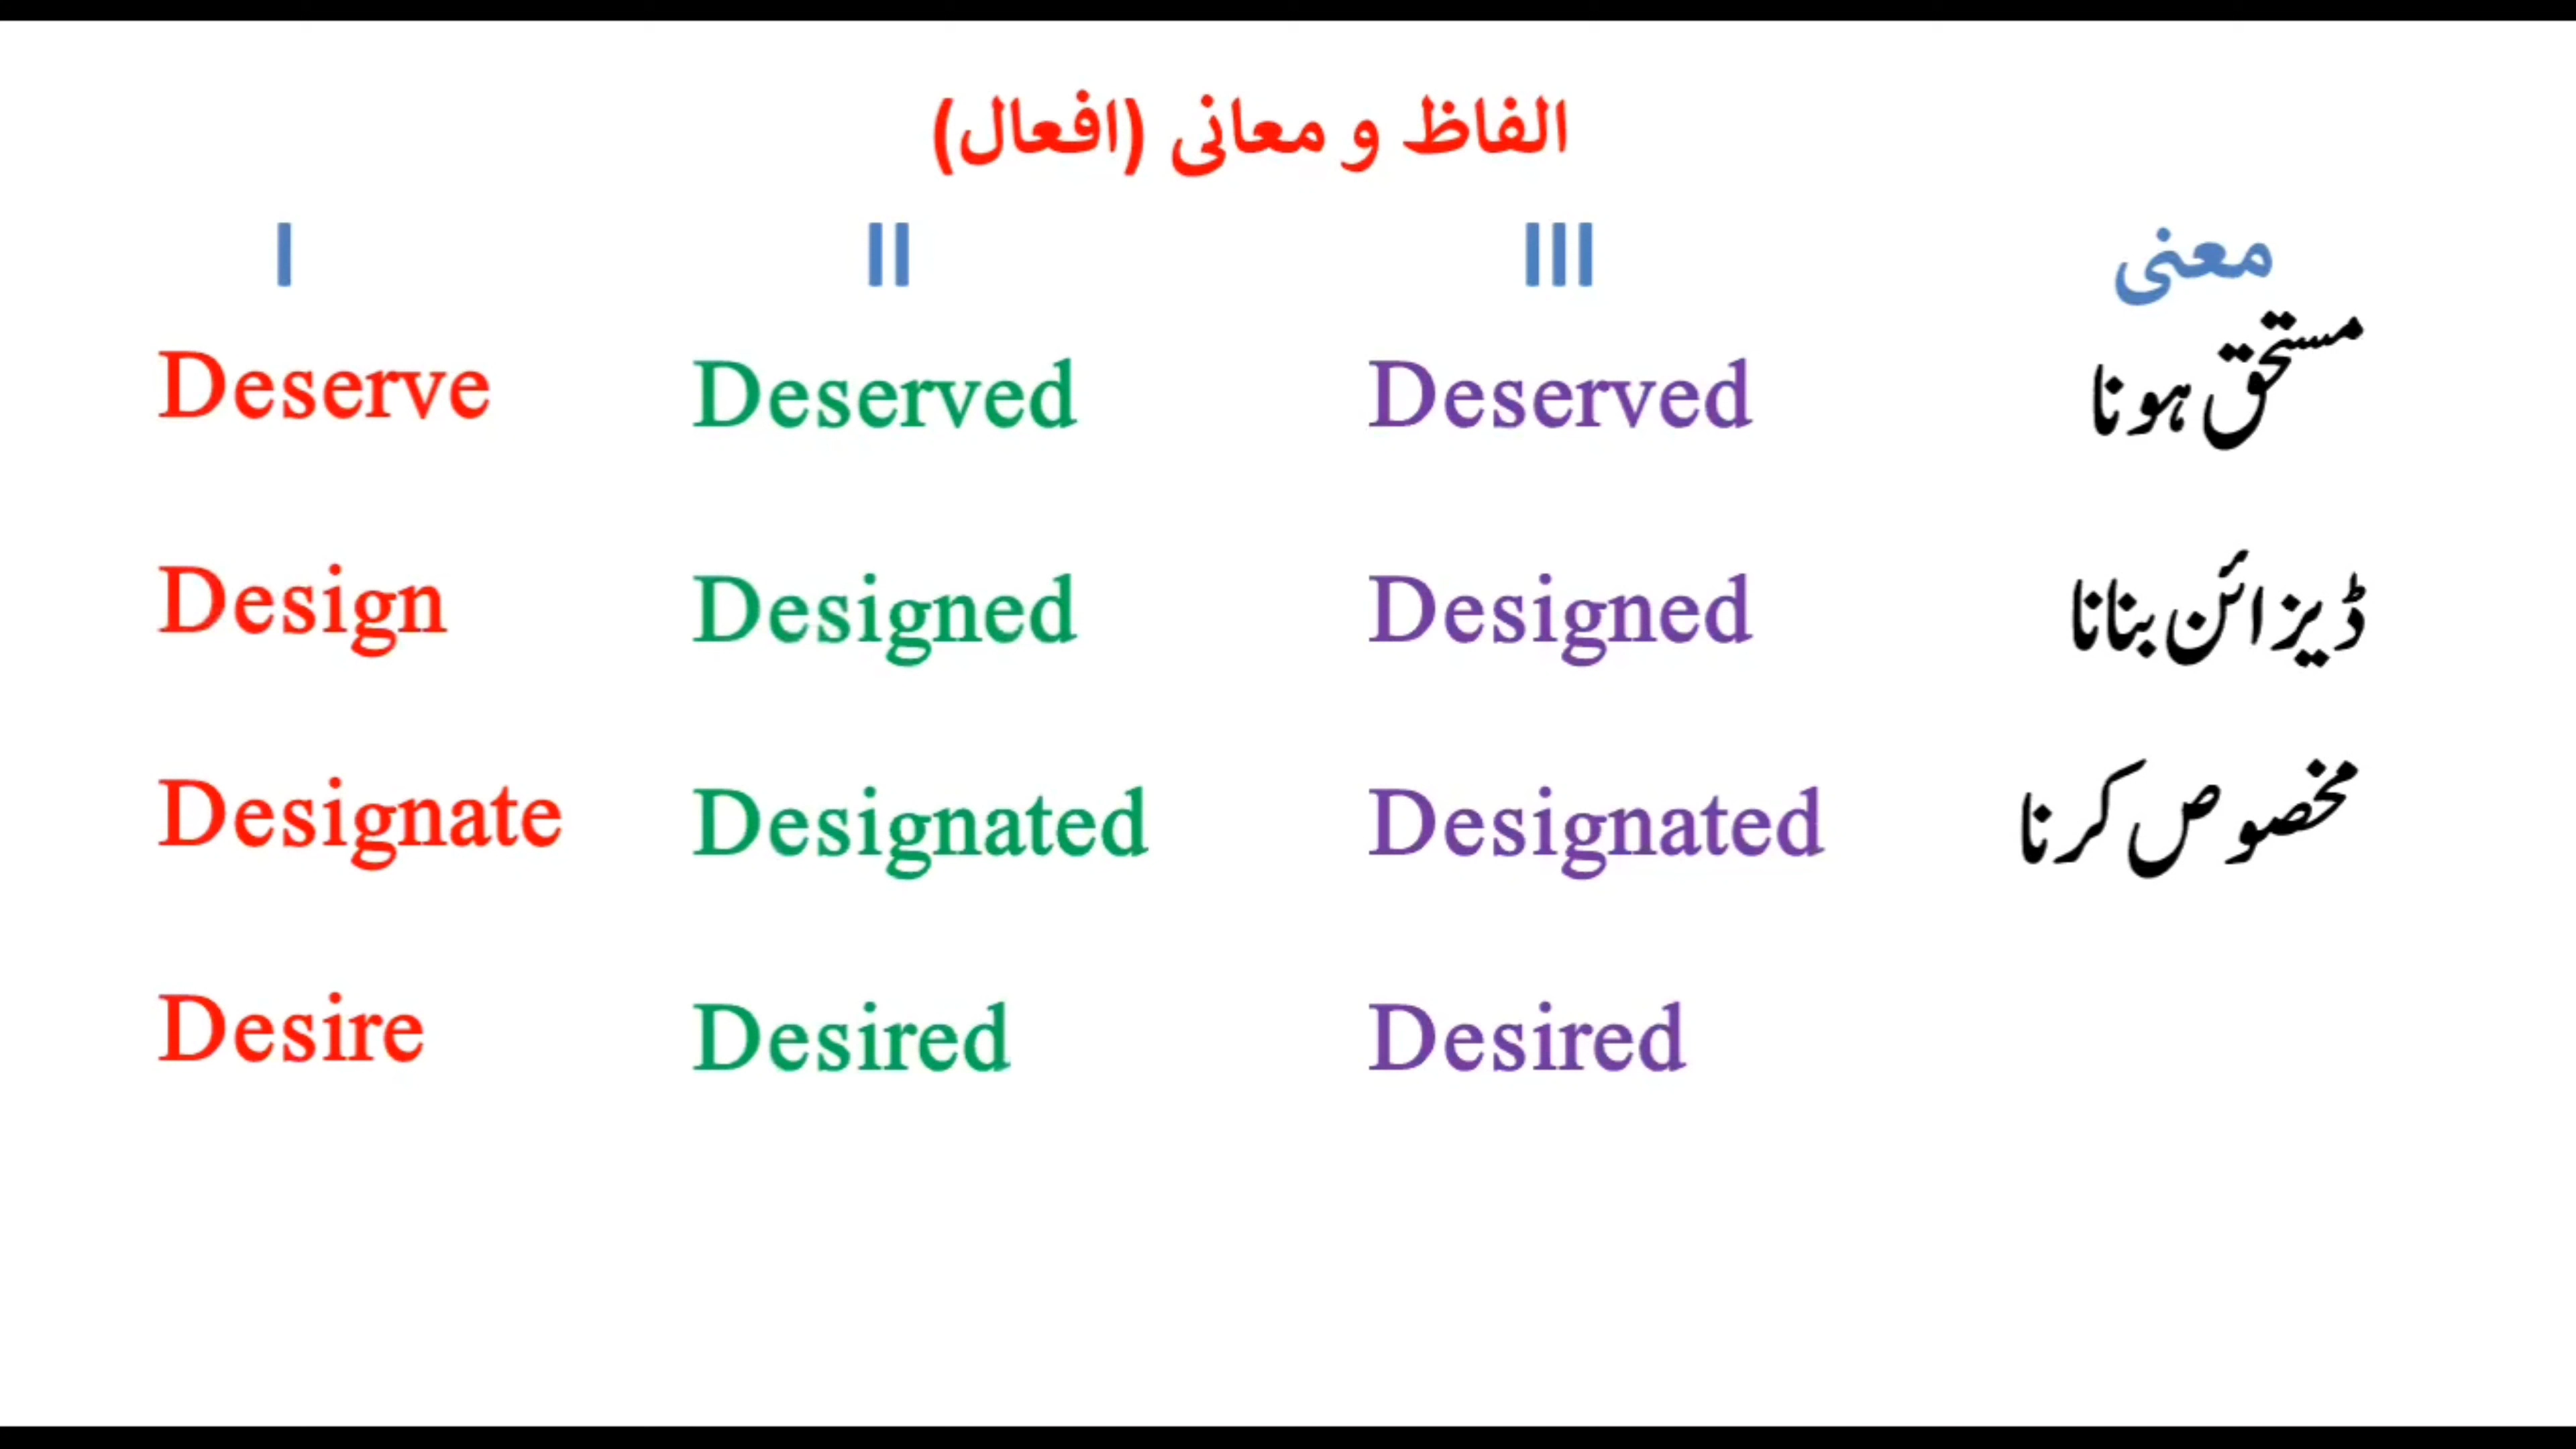 الفاظ و معانی (افعال)
I II III معنی
Deserve Deserved Deserved مستحق ہونا
Design Designed Designed ڈیزائن بنانا
Designate Designated Designated مخصوص کرنا
Desire Desired Desired